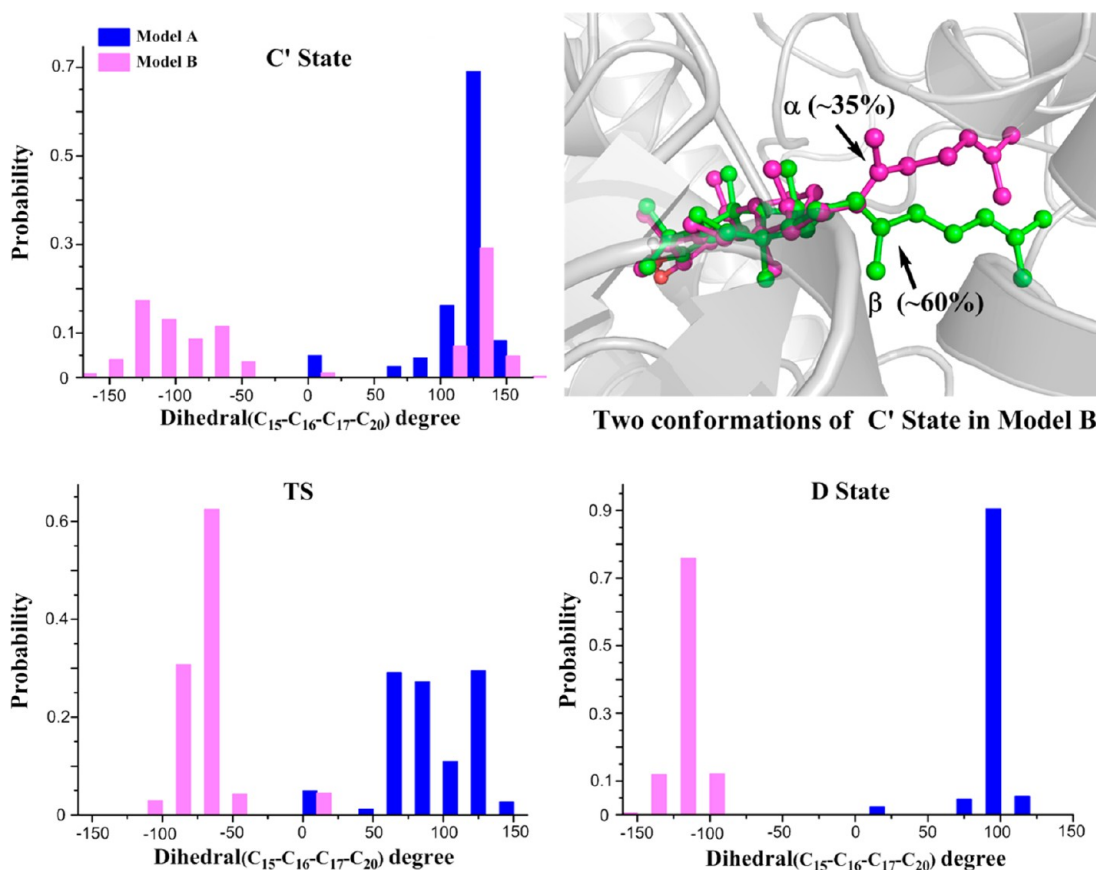 Model A
Model B
C' State
0.7
0.5
0.3
0.1
0
Probability
-150 -100 -50 0 50 100 150
Dihedral(C₁₅-C₁₆-C₁₇-C₂₀) degree
α (~35%)
β (~60%)
Two conformations of C' State in Model B
TS
0.6
0.4
0.2
0
Probability
-150 -100 -50 0 50 100 150
Dihedral(C₁₅-C₁₆-C₁₇-C₂₀) degree
D State
0.9
0.7
0.5
0.3
0.1
0
Probability
-150 -100 -50 0 50 100 150
Dihedral(C₁₅-C₁₆-C₁₇-C₂₀) degree